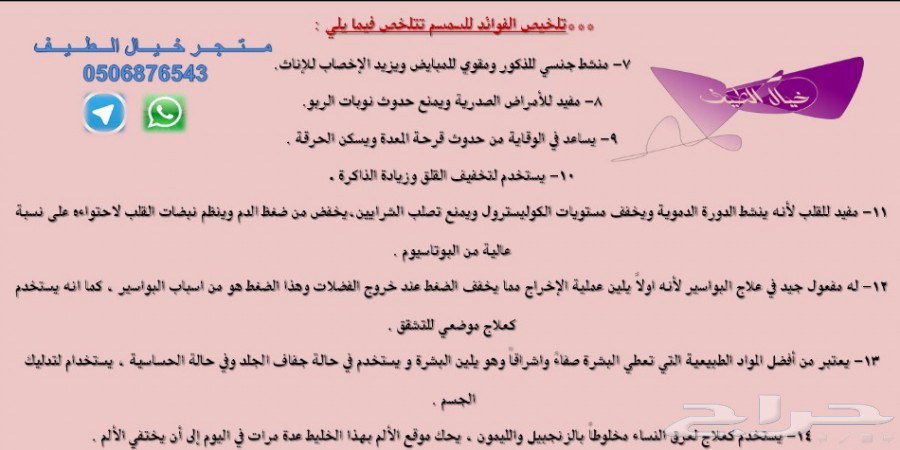 ***تلخيص الفوائد للسمسم تتلخص فيما يلي :
متجر خيال الطيف
0506876543
خيال الطيف
٧- منشط جنسي للذكور ومقوي للمبايض ويزيد الإخصاب للإناث.
٨- مفيد للأمراض الصدرية ويمنع حدوث نوبات الربو.
٩- يساعد في الوقاية من حدوث قرحة المعدة ويسكن الحرقة .
١٠- يستخدم لتخفيف القلق وزيادة الذاكرة .
١١- مفيد للقلب لأنه ينشط الدورة الدموية ويخفف مستويات الكوليسترول ويمنع تصلب الشرايين،يخفض من ضغظ الدم وينظم نبضات القلب لاحتواءه على نسبة
عالية من البوتاسيوم .
١٢- له مفعول جيد في علاج البواسير لأنه اولاً يلين عملية الإخراج مما يخفف الضغط عند خروج الفضلات وهذا الضغط هو من اسباب البواسير ، كما انه يستخدم
كعلاج موضعي للتشقق .
١٣- يعتبر من أفضل المواد الطبيعية التي تعطي البشرة صفاءً واشراقاً وهو يلين البشرة و يستخدم في حالة جفاف الجلد وفي حالة الحساسية ، يستخدام لتدليك
الجسم .
١٤- يستخدم كعلاج لعرق النساء مخلوطاً بالزنجبيل والليمون ، يحك موقع الألم بهذا الخليط عدة مرات في اليوم إلى أن يختفي الألم .
حراج